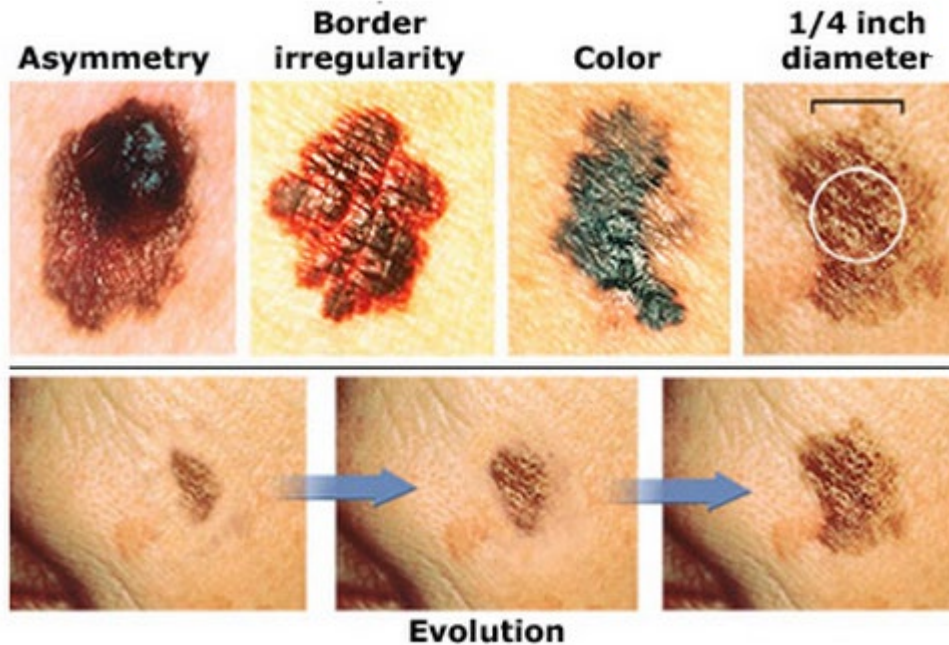 Asymmetry
Border
irregularity
Color
1/4 inch
diameter
Evolution